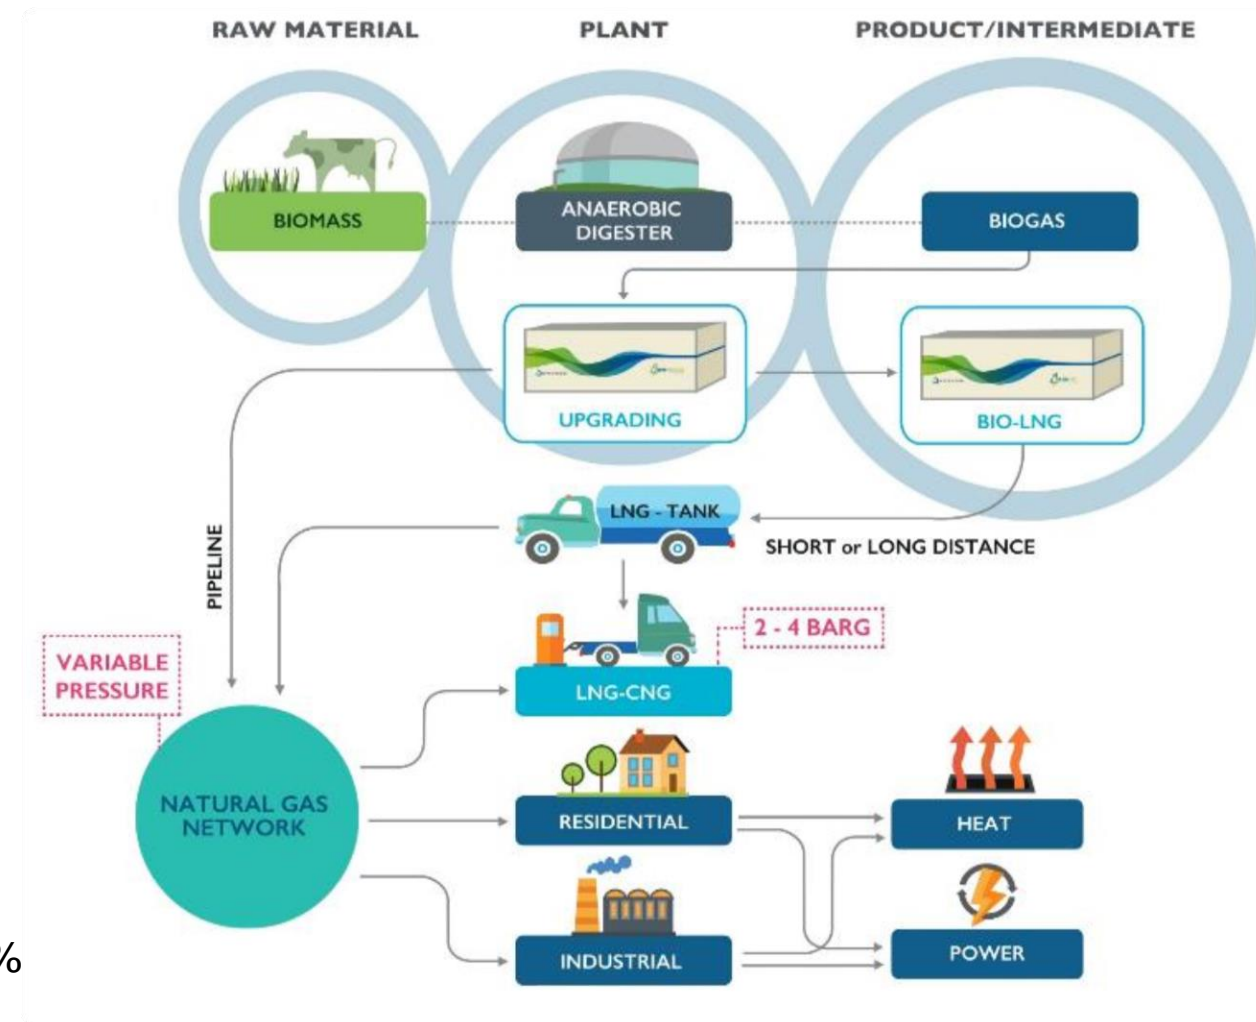 RAW MATERIAL
PLANT
PRODUCT/INTERMEDIATE
BIOMASS
ANAEROBIC
DIGESTER
BIOGAS
UPGRADING
BIO-LNG
LNG - TANK
SHORT or LONG DISTANCE
PIPELINE
2 - 4 BARG
VARIABLE
PRESSURE
LNG-CNG
NATURAL GAS
NETWORK
RESIDENTIAL
HEAT
INDUSTRIAL
POWER
%